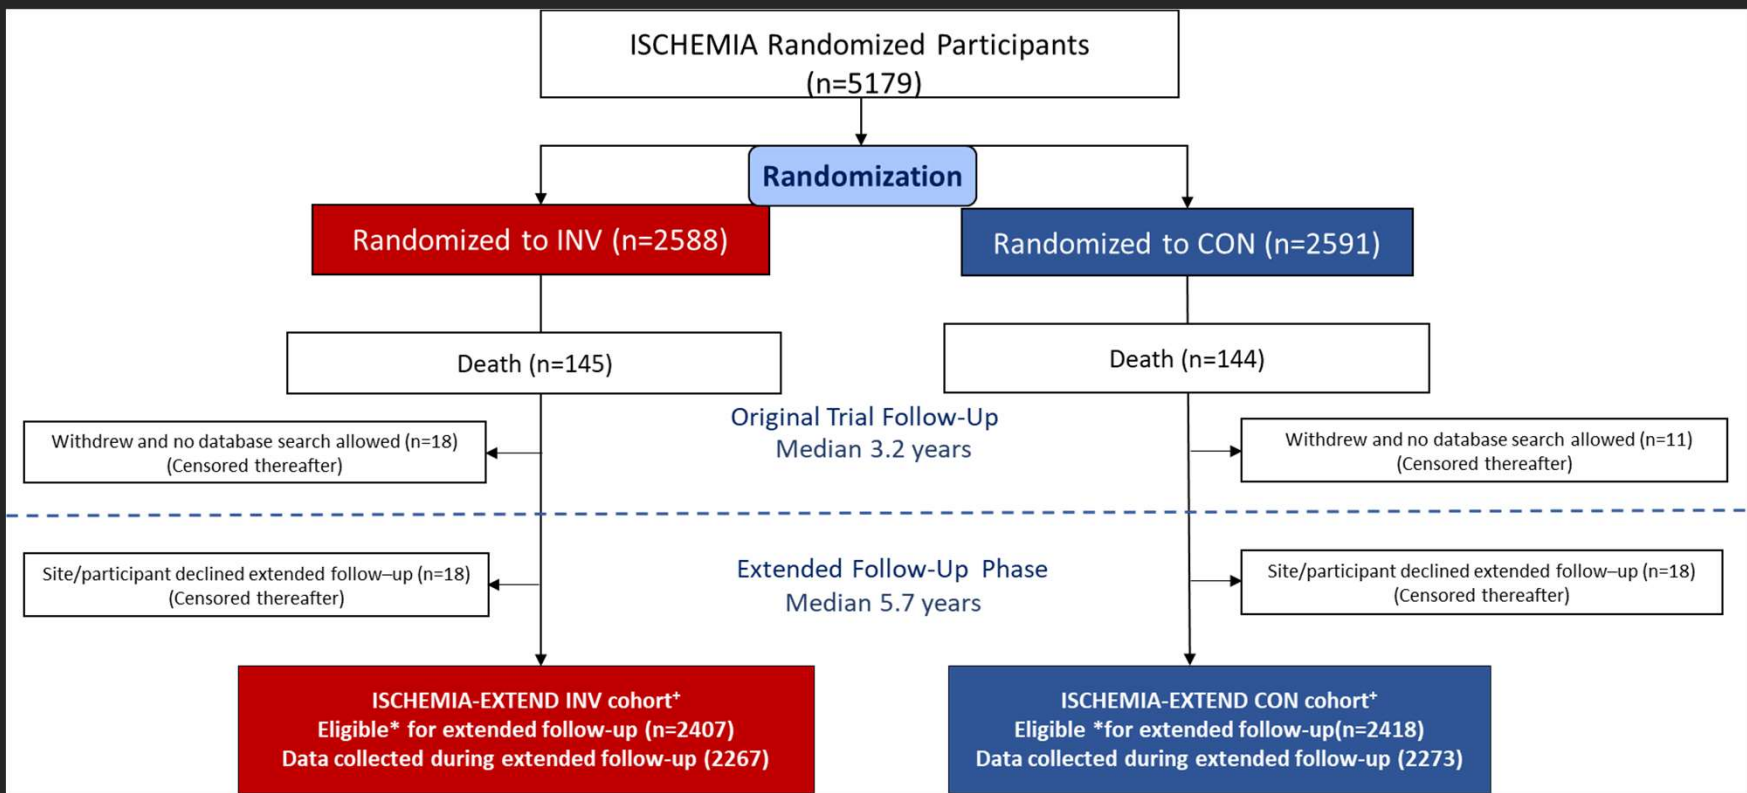 ISCHEMIA Randomized Participants
(n=5179)
Randomization
Randomized to INV (n=2588)
Randomized to CON (n=2591)
Death (n=145)
Death (n=144)
Original Trial Follow-Up
Median 3.2 years
Withdrew and no database search allowed (n=18)
(Censored thereafter)
Withdrew and no database search allowed (n=11)
(Censored thereafter)
Site/participant declined extended follow–up (n=18)
(Censored thereafter)
Extended Follow-Up Phase
Median 5.7 years
Site/participant declined extended follow–up (n=18)
(Censored thereafter)
ISCHEMIA-EXTEND INV cohort⁺
Eligible* for extended follow-up (n=2407)
Data collected during extended follow-up (2267)
ISCHEMIA-EXTEND CON cohort⁺
Eligible *for extended follow-up(n=2418)
Data collected during extended follow-up (2273)